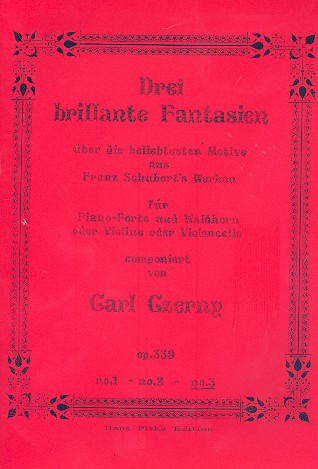 Drei
brillante Fantasien
über die beliebtesten Motive
aus
Franz Schubert's Werken
für
Piano-Forte und Waldhorn
oder Violine oder Violoncello
componiert
von
Carl Czerny
op.339
no.1 - no.2 - no.3
Hans Pizka Edition